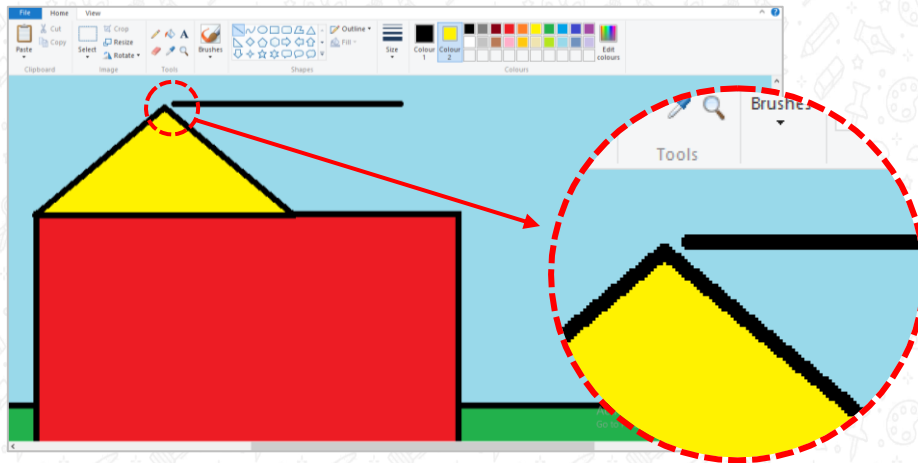 File Home View
Paste
Cut
Copy
Clipboard
Select
Crop
Resize
Rotate
Image
Tools
Brushes
Outline
Fill
Shapes
Size
Colour 1
Colour 2
Edit colours
Colours
Brushes
Tools